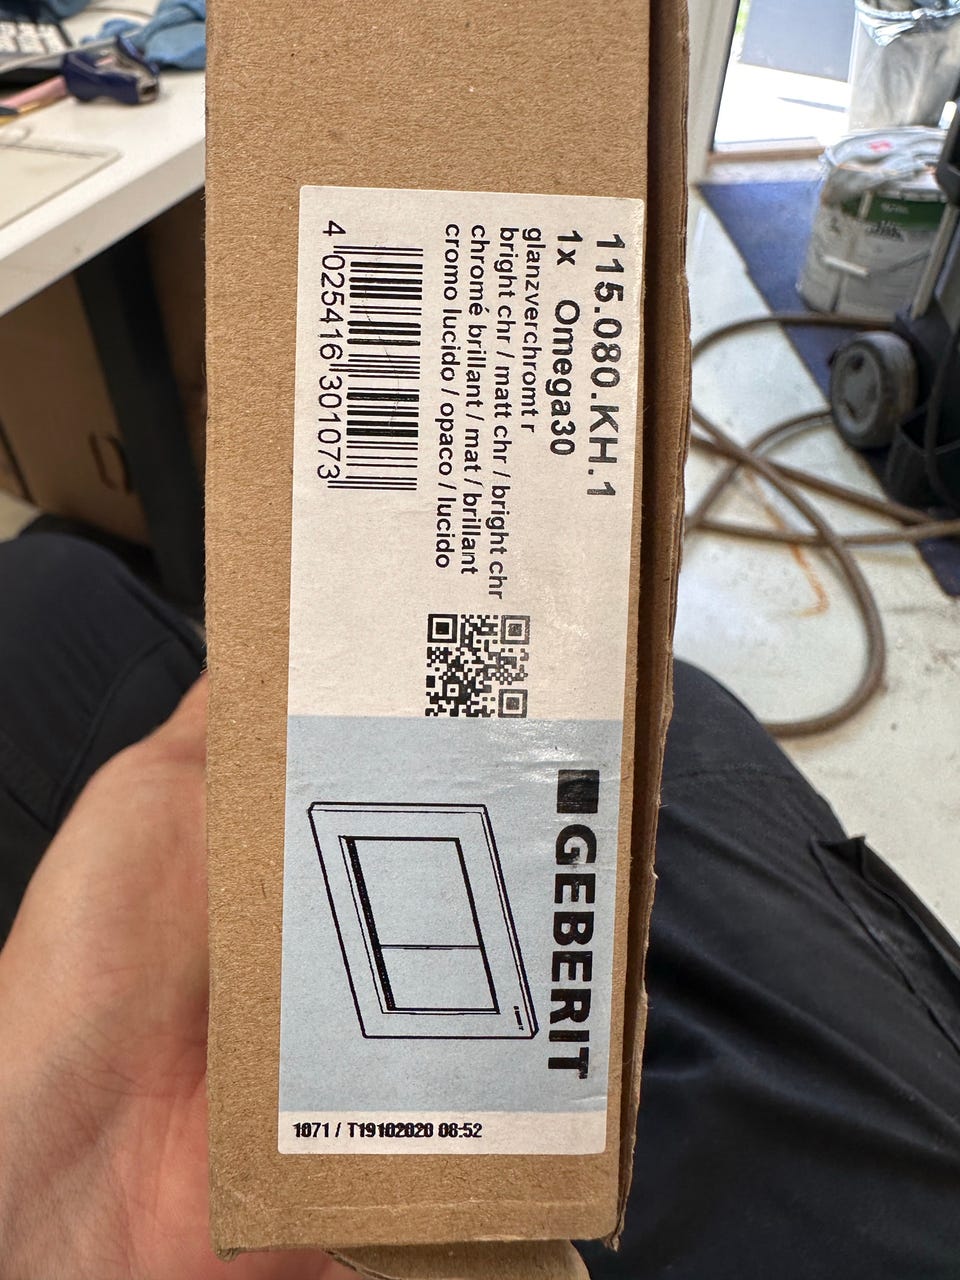 115.080.KH.1
1x Omega30
glanzverchromt r
bright chr / matt chr / bright chr
chromé brillant / mat / brillant
cromo lucido / opaco / lucido
4 025416 301073
GEBERIT
1071 / T19102020 08:52